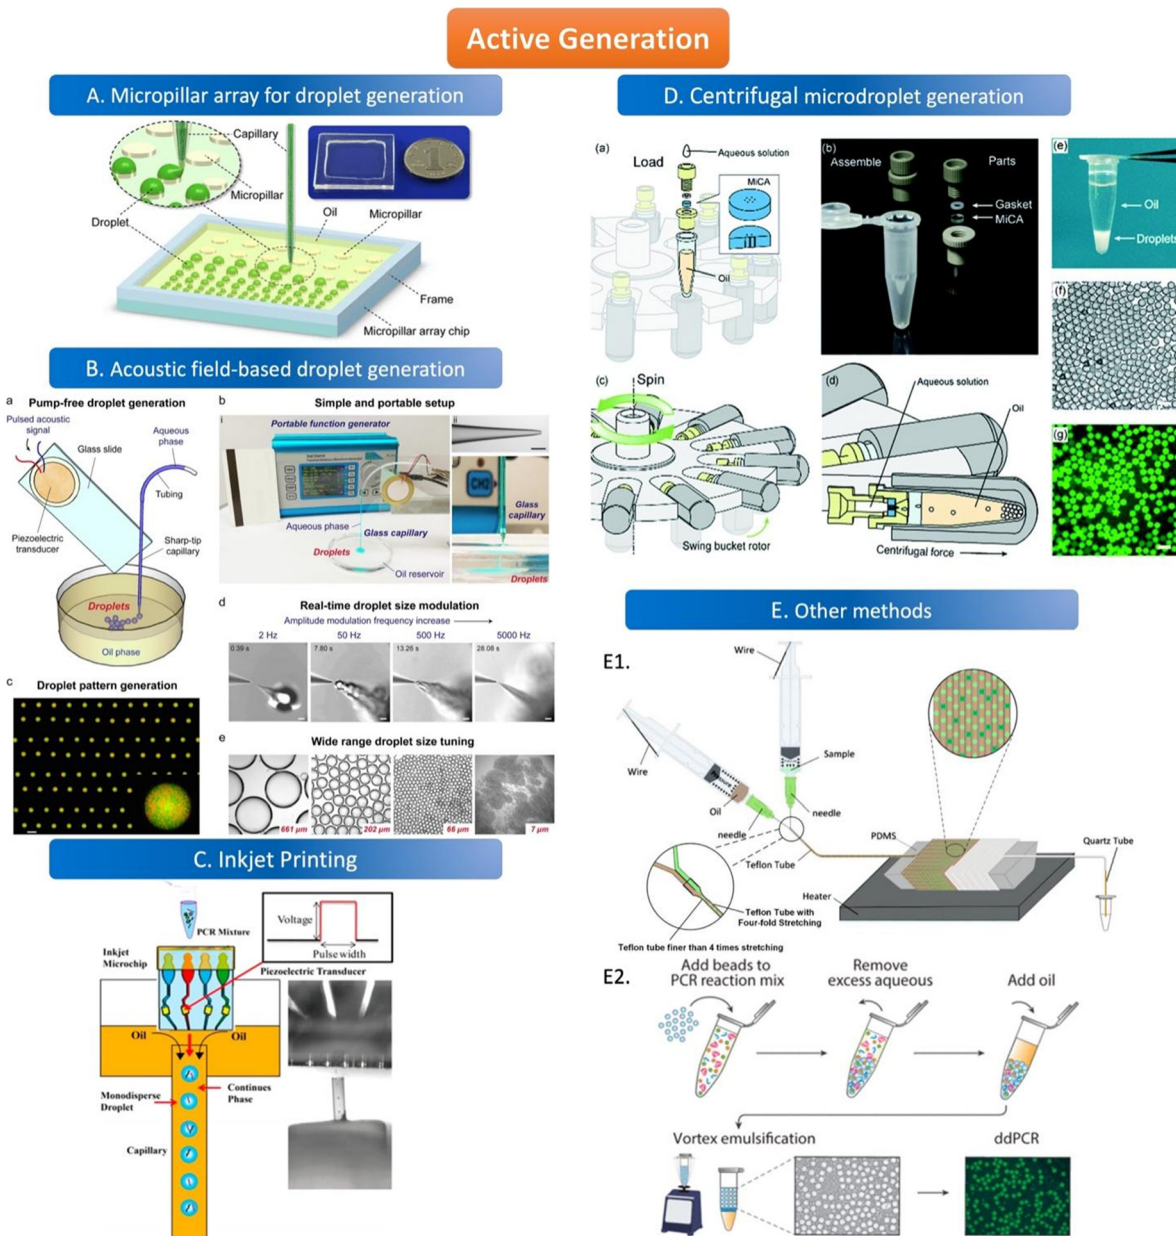 Active Generation
A. Micropillar array for droplet generation
Capillary
Micropillar
Droplet
Oil
Micropillar
Frame
Micropillar array chip
B. Acoustic field-based droplet generation
a
Pump-free droplet generation
Pulsed acoustic
signal
Glass slide
Aqueous
phase
Tubing
Piezoelectric
transducer
Sharp-tip
capillary
Droplets
Oil phase
b
Simple and portable setup
i
Portable function generator
Aqueous phase
Glass capillary
Droplets
Oil reservoir
ii
CH2
Glass
capillary
Droplets
c
Droplet pattern generation
d
Real-time droplet size modulation
Amplitude modulation frequency increase
2 Hz
50 Hz
500 Hz
5000 Hz
0.39 s
7.80 s
13.26 s
28.08 s
e
Wide range droplet size tuning
661 μm
202 μm
66 μm
7 μm
C. Inkjet Printing
PCR Mixture
Voltage
Pulse width
Inkjet
Microchip
Piezoelectric Transducer
Oil
Oil
Continues
Phase
Monodisperse
Droplet
Capillary
D. Centrifugal microdroplet generation
(a)
Load
Aqueous solution
MiCA
Oil
(b)
Assemble
Parts
Gasket
MiCA
(c)
Spin
Swing bucket rotor
(d)
Aqueous solution
Oil
Centrifugal force
(e)
Oil
Droplets
(f)
(g)
E. Other methods
E1.
Wire
Wire
Sample
Oil
needle
needle
Teflon Tube
PDMS
Quartz Tube
Heater
Teflon Tube with
Four-fold Stretching
Teflon tube finer than 4 times stretching
E2.
Add beads to
PCR reaction mix
Remove
excess aqueous
Add oil
Vortex emulsification
ddPCR